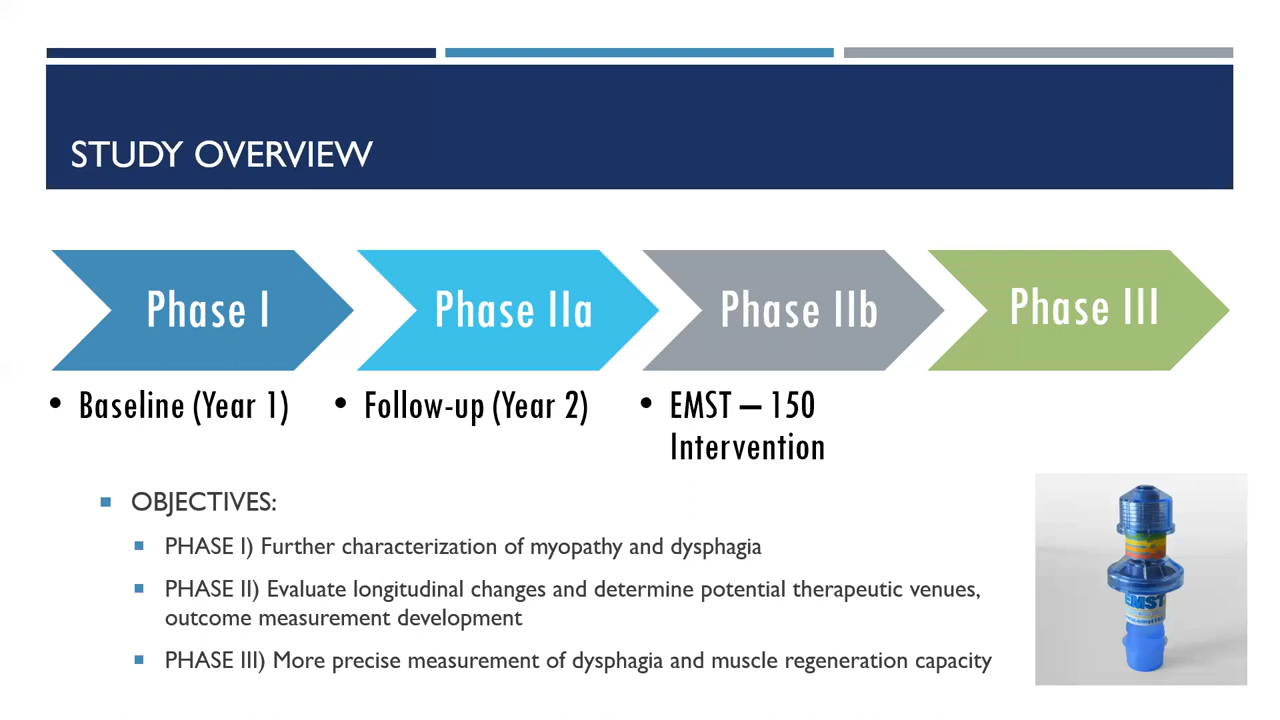 STUDY OVERVIEW
Phase I
Phase IIa
Phase IIb
Phase III
• Baseline (Year 1)
• Follow-up (Year 2)
• EMST – 150
Intervention
OBJECTIVES:
PHASE I) Further characterization of myopathy and dysphagia
PHASE II) Evaluate longitudinal changes and determine potential therapeutic venues,
outcome measurement development
PHASE III) More precise measurement of dysphagia and muscle regeneration capacity
EMST